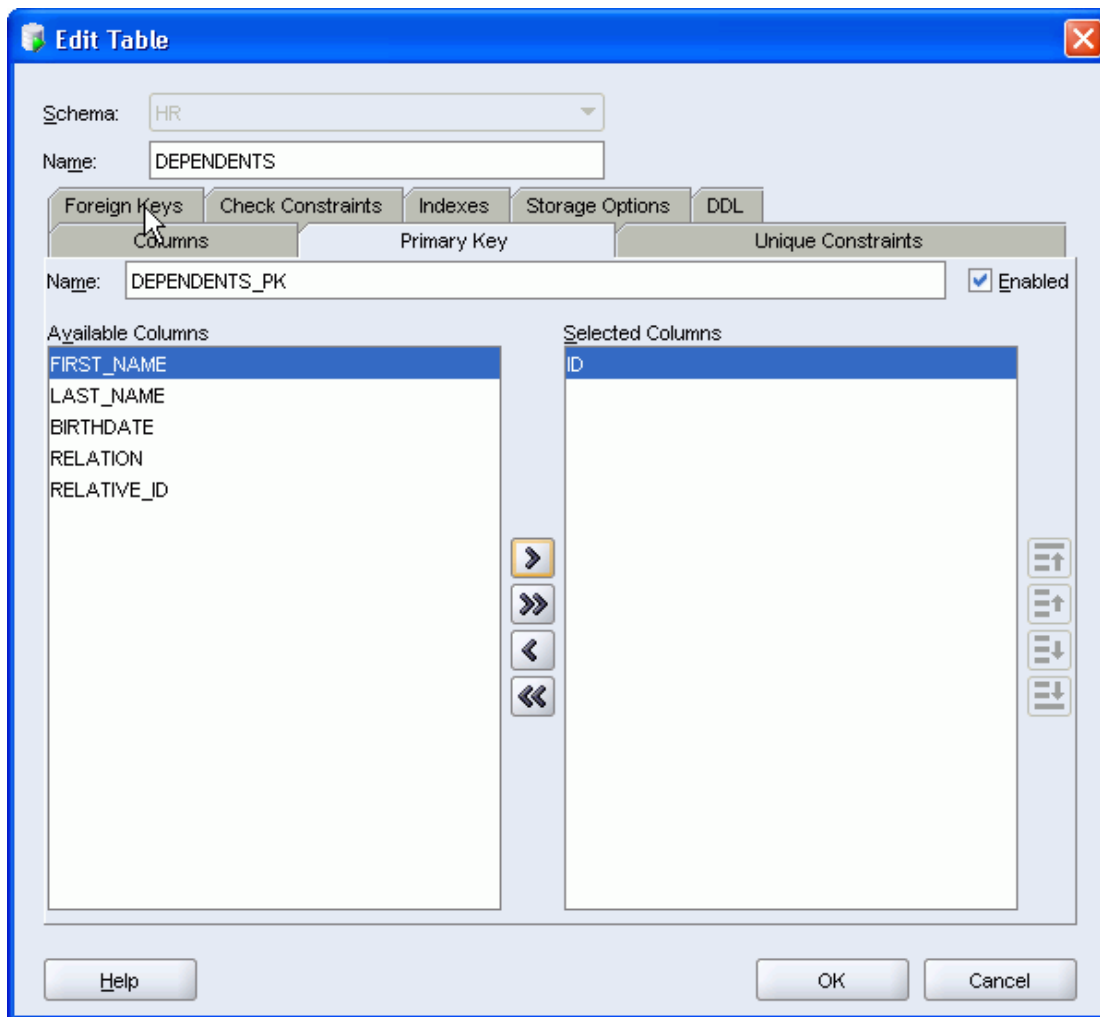 Edit Table
Schema: HR
Name: DEPENDENTS
Foreign Keys Check Constraints Indexes Storage Options DDL
Columns Primary Key Unique Constraints
Name: DEPENDENTS_PK Enabled
Available Columns Selected Columns
FIRST_NAME ID
LAST_NAME
BIRTHDATE
RELATION
RELATIVE_ID
Help OK Cancel